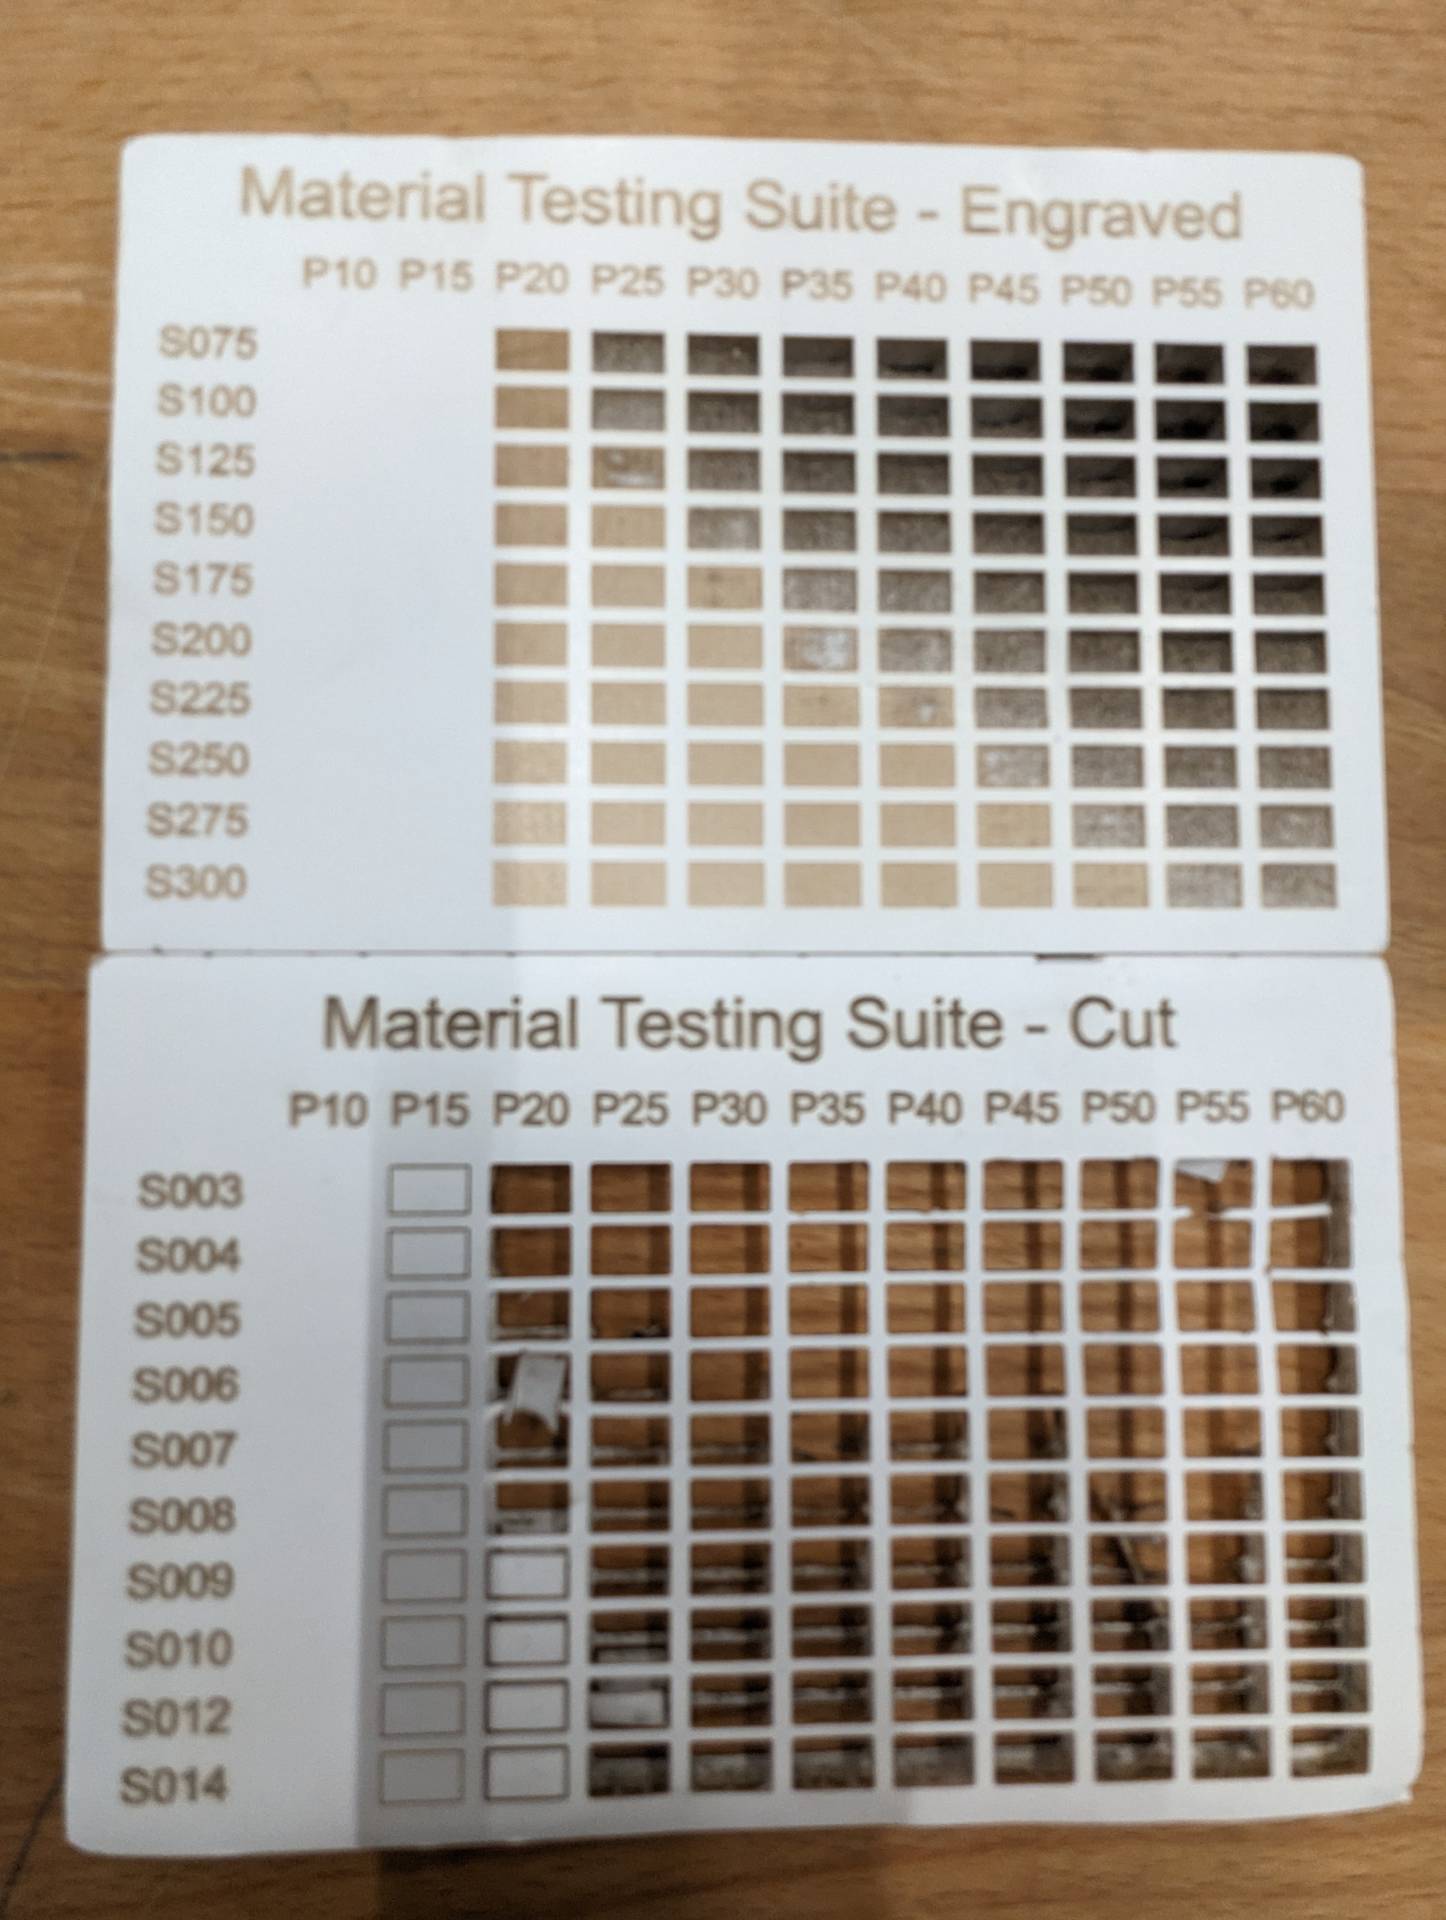 Material Testing Suite - Engraved
P10 P15 P20 P25 P30 P35 P40 P45 P50 P55 P60
S075
S100
S125
S150
S175
S200
S225
S250
S275
S300
Material Testing Suite - Cut
P10 P15 P20 P25 P30 P35 P40 P45 P50 P55 P60
S003
S004
S005
S006
S007
S008
S009
S010
S012
S014